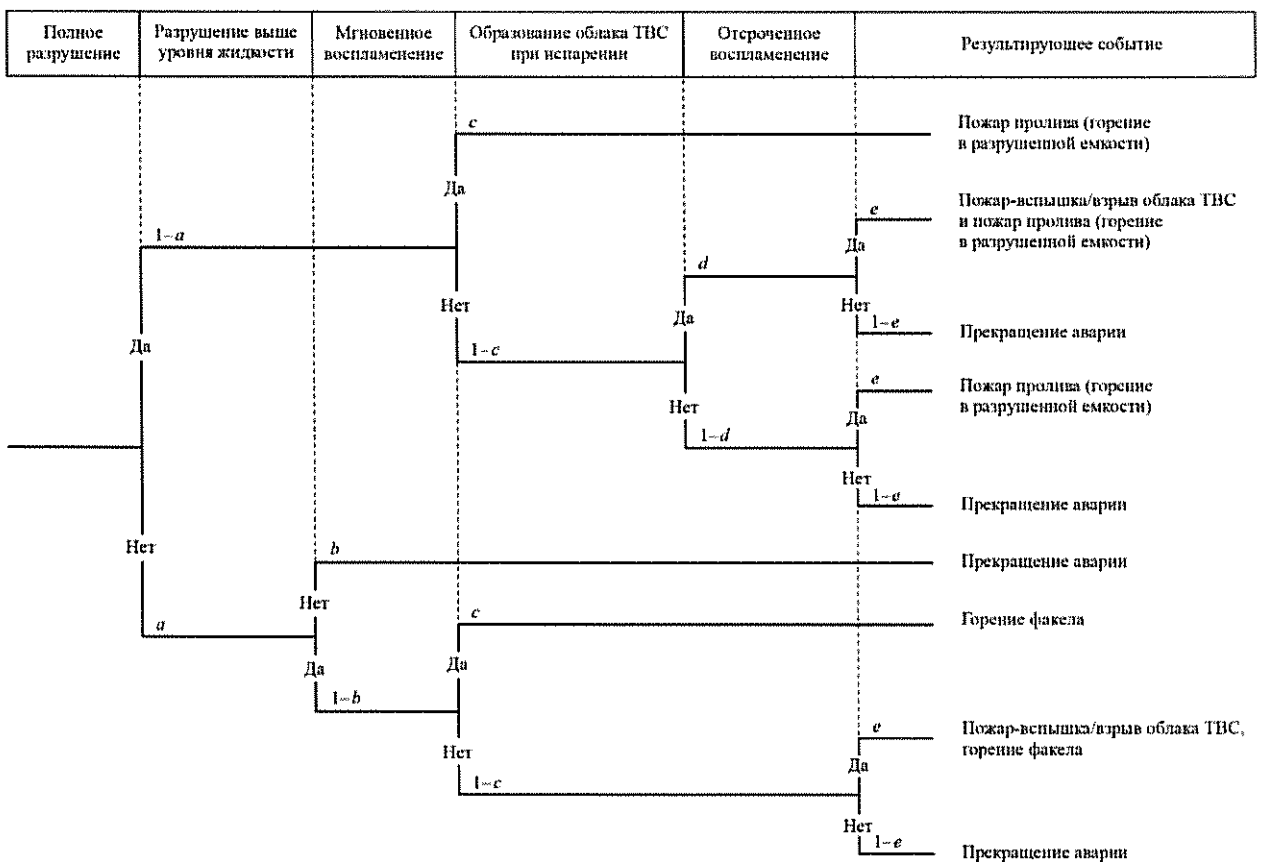 Полное
разрушение
Разрушение выше
уровня жидкости
Мгновенное
воспламенение
Образование облака ТВС
при испарении
Отсроченное
воспламенение
Результирующее событие
c
Пожар пролива (горение
в разрушенной емкости)
Да
e
Пожар-вспышка/взрыв облака ТВС
и пожар пролива (горение
в разрушенной емкости)
1–a
Да
d
Нет
Нет
Да
1–e
Прекращение аварии
Да
1–c
e
Пожар пролива (горение
в разрушенной емкости)
Нет
Да
1–d
Нет
1–e
Прекращение аварии
Нет
b
Прекращение аварии
Нет
c
Горение факела
a
Да
Да
1–b
e
Пожар-вспышка/взрыв облака ТВС,
горение факела
Нет
Да
1–c
Нет
1–e
Прекращение аварии